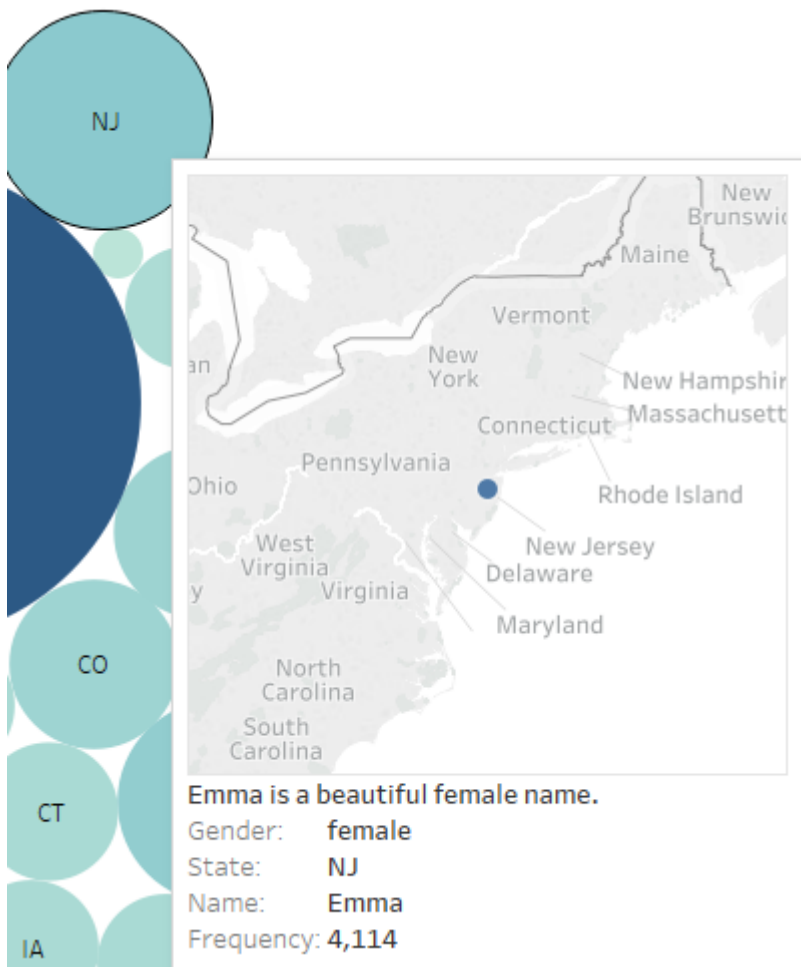 NJ
New
Brunswic
Maine
Vermont
an
New
York
New Hampshir
Massachusett
Connecticut
Pennsylvania
Ohio
Rhode Island
West
Virginia
New Jersey
Delaware
y
Virginia
Maryland
CO
North
Carolina
South
Carolina
Emma is a beautiful female name.
CT
Gender: female
State: NJ
Name: Emma
Frequency: 4,114
IA